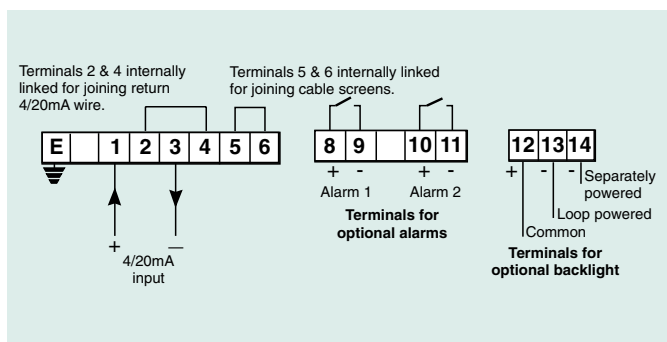 Terminals 2 & 4 internally
linked for joining return
4/20mA wire.
Terminals 5 & 6 internally linked
for joining cable screens.
E 1 2 3 4 5 6
8 9 10 11
12 13 14
+ -
Alarm 1
+ -
Alarm 2
Terminals for
optional alarms
+ - -
Separately
powered
Loop powered
Common
Terminals for
optional backlight
+ —
4/20mA
input